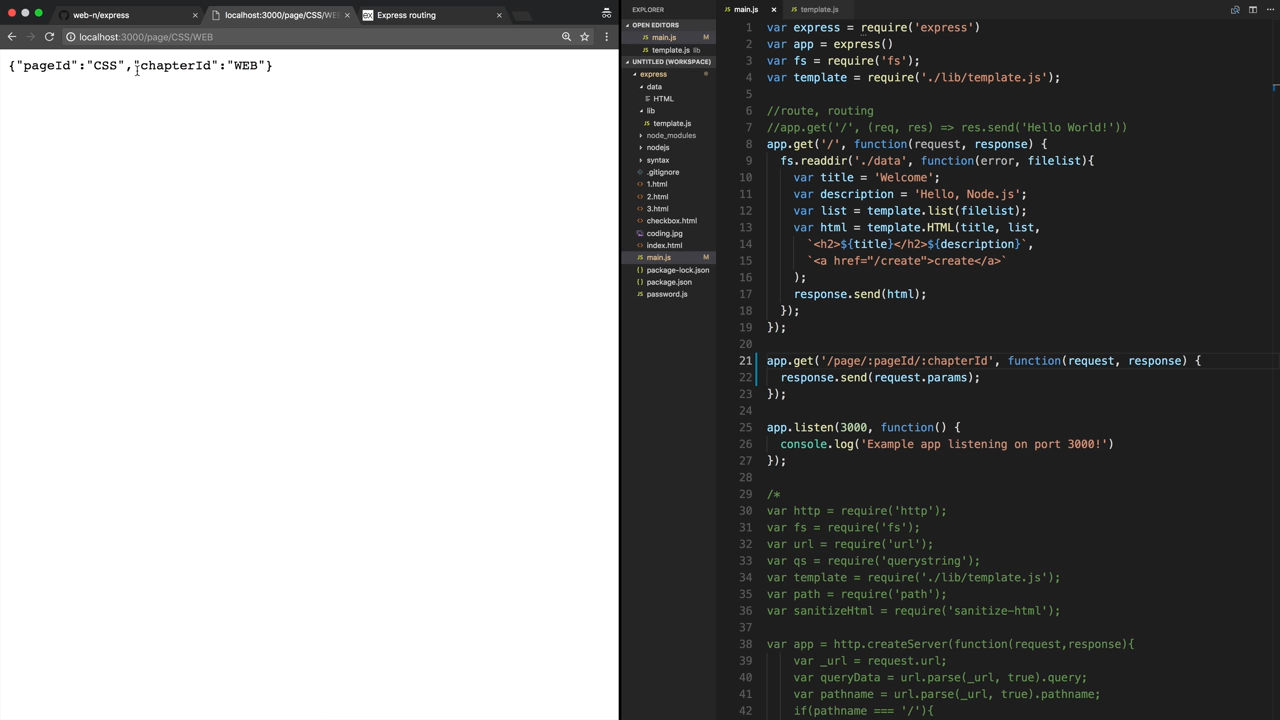 web-n/express
localhost:3000/page/CSS/WEB
Express routing
localhost:3000/page/CSS/WEB
{"pageId":"CSS","chapterId":"WEB"}
EXPLORER
OPEN EDITORS
main.js M
template.js lib
UNTITLED (WORKSPACE)
express
data
HTML
lib
template.js
node_modules
nodejs
syntax
.gitignore
1.html
2.html
3.html
checkbox.html
coding.jpg
index.html
main.js M
package-lock.json
package.json
password.js
main.js
template.js
1 var express = require('express')
2 var app = express()
3 var fs = require('fs');
4 var template = require('./lib/template.js');
5
6 //route, routing
7 //app.get('/', (req, res) => res.send('Hello World!'))
8 app.get('/', function(request, response) {
9 fs.readdir('./data', function(error, filelist){
10 var title = 'Welcome';
11 var description = 'Hello, Node.js';
12 var list = template.list(filelist);
13 var html = template.HTML(title, list,
14 `<h2>${title}</h2>${description}`,
15 `<a href="/create">create</a>`
16 );
17 response.send(html);
18 });
19 });
20
21 app.get('/page/:pageId/:chapterId', function(request, response) {
22 response.send(request.params);
23 });
24
25 app.listen(3000, function() {
26 console.log('Example app listening on port 3000!')
27 });
28
29 /*
30 var http = require('http');
31 var fs = require('fs');
32 var url = require('url');
33 var qs = require('querystring');
34 var template = require('./lib/template.js');
35 var path = require('path');
36 var sanitizeHtml = require('sanitize-html');
37
38 var app = http.createServer(function(request,response){
39 var _url = request.url;
40 var queryData = url.parse(_url, true).query;
41 var pathname = url.parse(_url, true).pathname;
42 if(pathname === '/'){